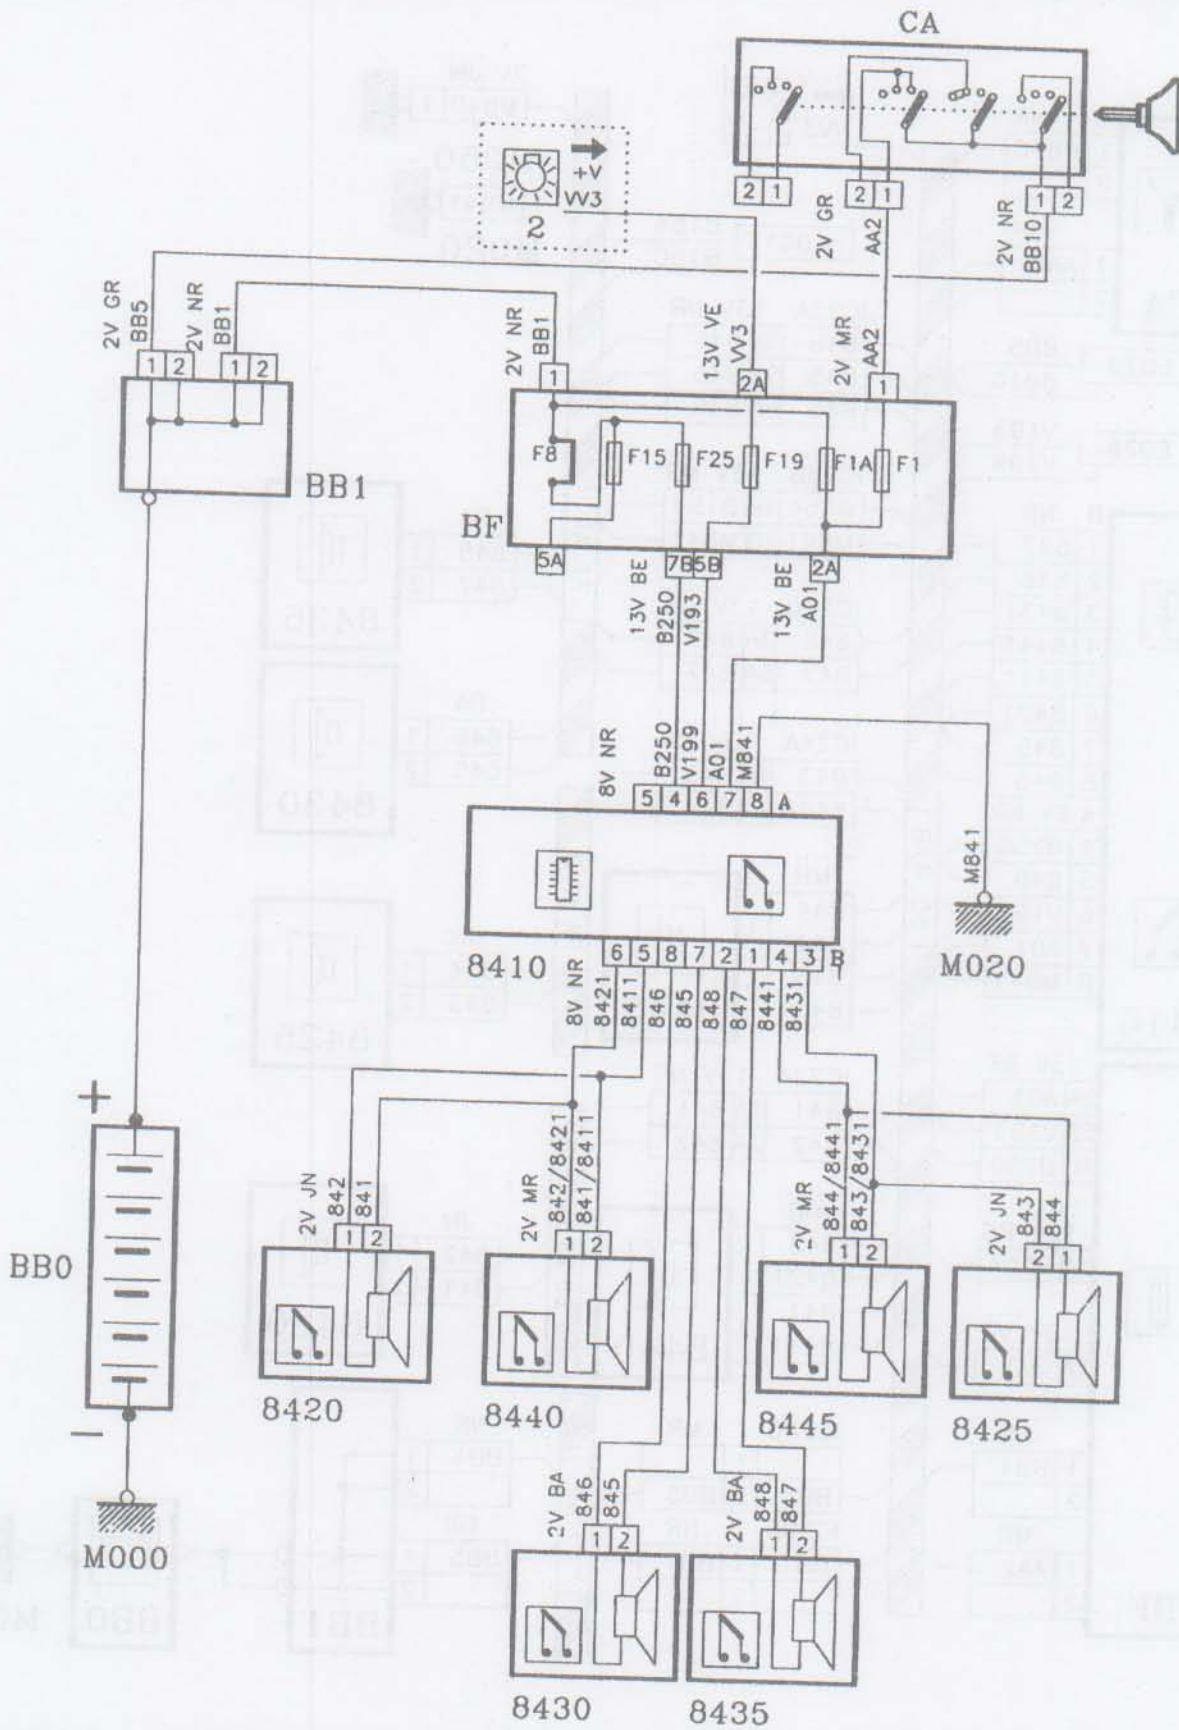 CA
+V
VV3
2
2 1
2 1
1 2
2V GR
AA2
2V NR
BB10
2V GR
BB5
2V NR
BB1
1 2
1 2
BB1
2V NR
BB1
1
13V VE
VV3
2A
2V MR
AA2
1
F8
F15
F25
F19
F1A
F1
BF
5A
7B 5B
2A
13V BE
B250
V193
13V BE
A01
8V NR
B250
V199
A01
M841
5 4 6 7 8 A
M841
M020
8410
6 5 8 7 2 1 4 3 B
8V NR
8421
8411
846
845
848
847
8441
8431
+
BB0
-
M000
2V JN
842
841
1 2
8420
2V MR
842/8421
841/8411
1 2
8440
2V MR
844/8441
843/8431
1 2
8445
2V JN
843
844
2 1
8425
2V BA
846
845
1 2
8430
2V BA
848
847
1 2
8435